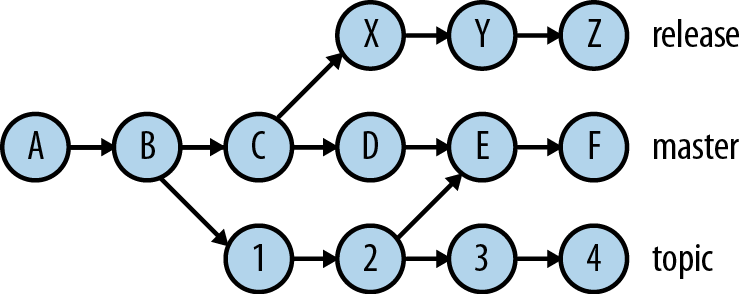 X Y Z release
A B C D E F master
1 2 3 4 topic